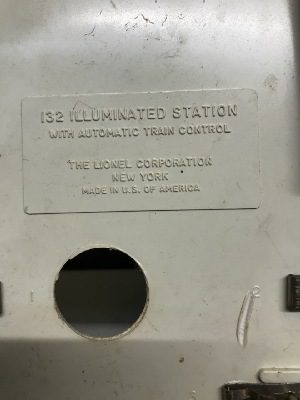 132 ILLUMINATED STATION
WITH AUTOMATIC TRAIN CONTROL
THE LIONEL CORPORATION
NEW YORK
MADE IN U.S. OF AMERICA